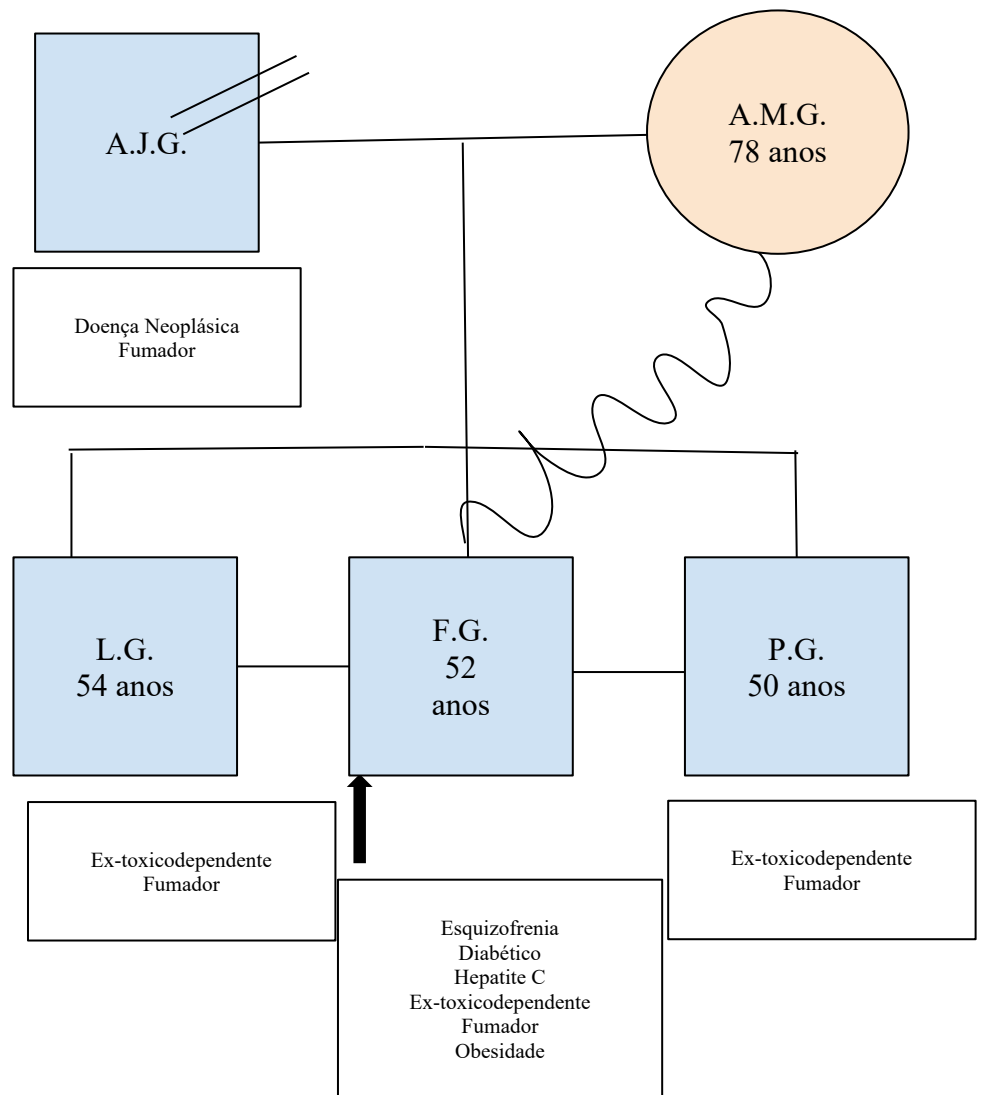 A.J.G.
A.M.G.
78 anos
Doença Neoplásica
Fumador
L.G.
54 anos
F.G.
52
anos
P.G.
50 anos
Ex-toxicodependente
Fumador
Ex-toxicodependente
Fumador
Esquizofrenia
Diabético
Hepatite C
Ex-toxicodependente
Fumador
Obesidade